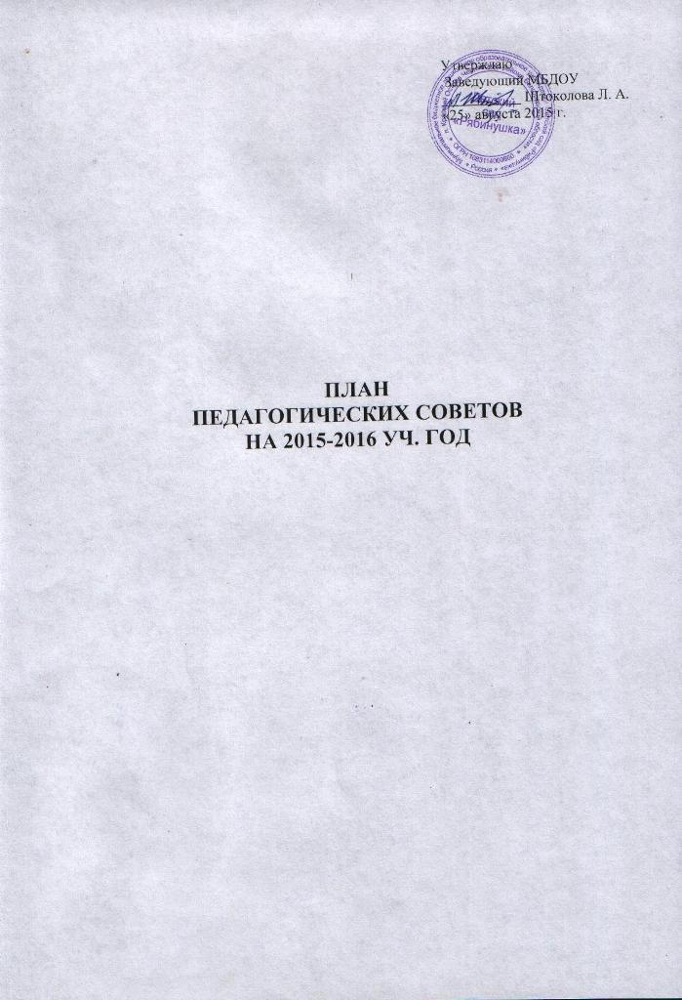 Утверждаю
Заведующий МБДОУ
Штоколова Л. А.
«25» августа 2015 г.
«Рябинушка»
ПЛАН
ПЕДАГОГИЧЕСКИХ СОВЕТОВ
НА 2015-2016 УЧ. ГОД